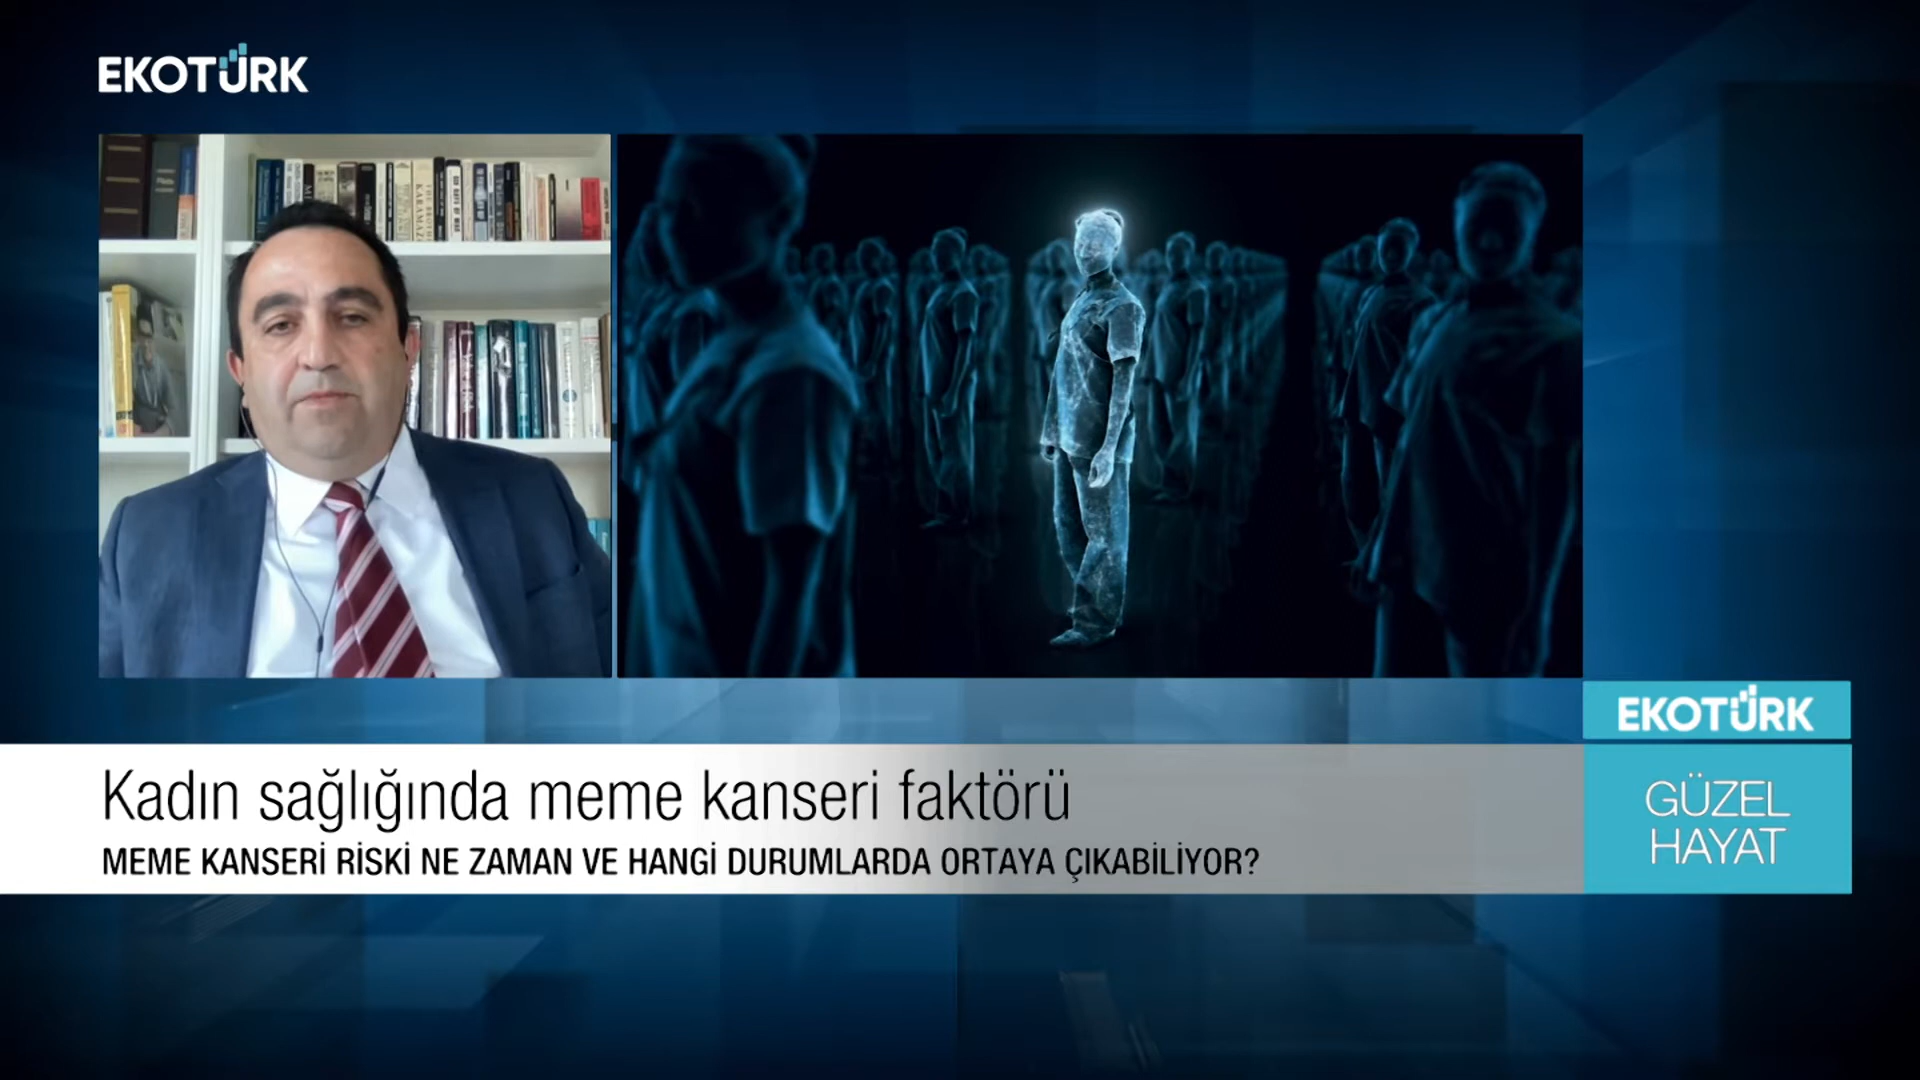 EKOTÜRK
KARAMAZ
EKOTÜRK
Kadın sağlığında meme kanseri faktörü
MEME KANSERİ RİSKİ NE ZAMAN VE HANGİ DURUMLARDA ORTAYA ÇIKABİLİYOR?
GÜZEL
HAYAT